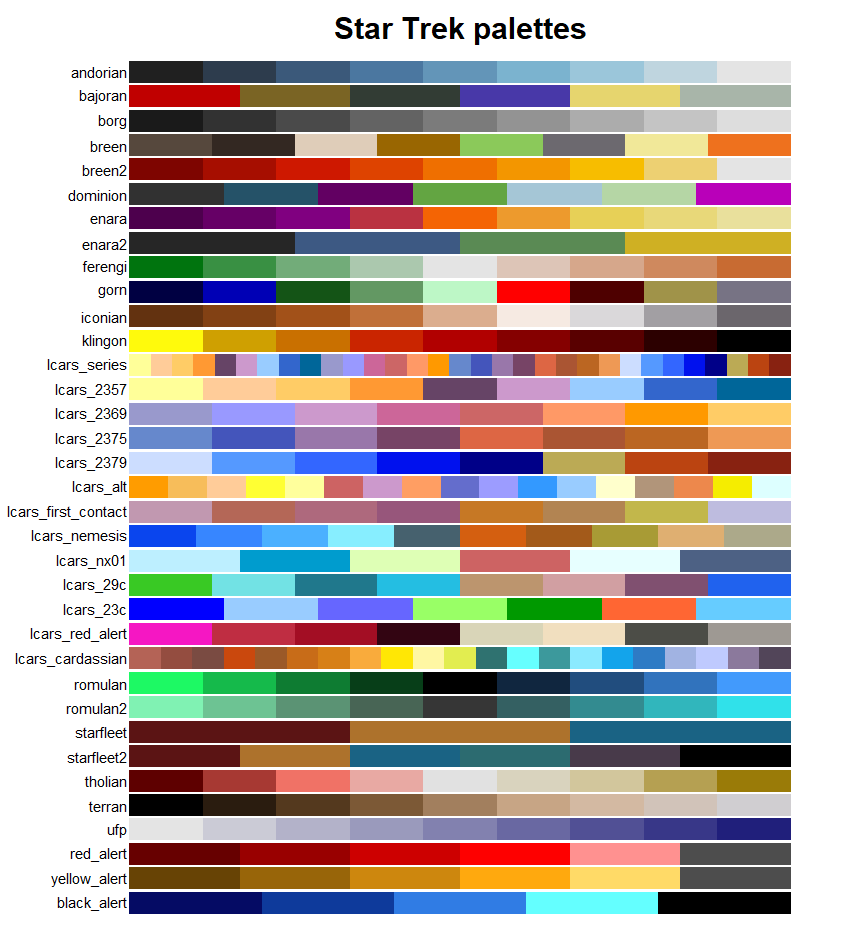 Star Trek palettes
andorian
bajoran
borg
breen
breen2
dominion
enara
enara2
ferengi
gorn
iconian
klingon
lcars_series
lcars_2357
lcars_2369
lcars_2375
lcars_2379
lcars_alt
lcars_first_contact
lcars_nemesis
lcars_nx01
lcars_29c
lcars_23c
lcars_red_alert
lcars_cardassian
romulan
romulan2
starfleet
starfleet2
tholian
terran
ufp
red_alert
yellow_alert
black_alert